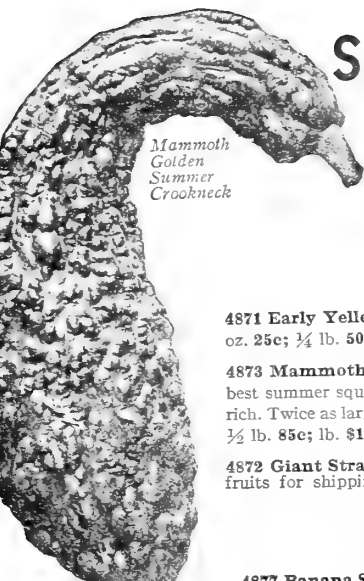 S
Mammoth
Golden
Summer
Crookneck
4871 Early Yelle
oz. 25c; ¼ lb. 50
4873 Mammoth
best summer squ
rich. Twice as lar
½ lb. 85c; lb. $1
4872 Giant Stra
fruits for shippi
4877 Banana S